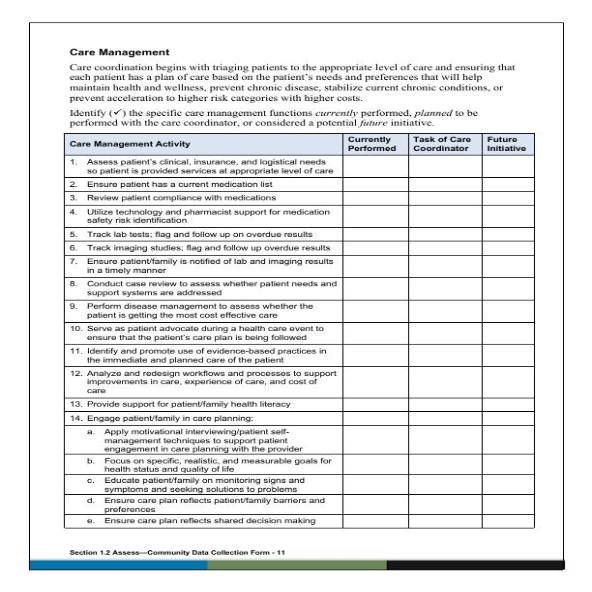 Care Management
Care coordination begins with triaging patients to the appropriate level of care and ensuring that
each patient has a plan of care based on the patient's needs and preferences that will help
maintain health and wellness, prevent chronic disease, stabilize current chronic conditions, or
prevent acceleration to higher risk categories with higher costs.
Identify (✓) the specific care management functions currently performed, planned to be
performed with the care coordinator, or considered a potential future initiative.
Care Management Activity
Currently
Performed
Task of Care
Coordinator
Future
Initiative
1. Assess patient's clinical, insurance, and logistical needs
so patient is provided services at appropriate level of care
2. Ensure patient has a current medication list
3. Review patient compliance with medications
4. Utilize technology and pharmacist support for medication
safety risk identification
5. Track lab tests; flag and follow up on overdue results
6. Track imaging studies; flag and follow up overdue results
7. Ensure patient/family is notified of lab and imaging results
in a timely manner
8. Conduct case review to assess whether patient needs and
support systems are addressed
9. Perform disease management to assess whether the
patient is getting the most cost effective care
10. Serve as patient advocate during a health care event to
ensure that the patient's care plan is being followed
11. Identify and promote use of evidence-based practices in
the immediate and planned care of the patient
12. Analyze and redesign workflows and processes to support
improvements in care, experience of care, and cost of
care
13. Provide support for patient/family health literacy
14. Engage patient/family in care planning:
a. Apply motivational interviewing/patient self-
management techniques to support patient
engagement in care planning with the provider
b. Focus on specific, realistic, and measurable goals for
health status and quality of life
c. Educate patient/family on monitoring signs and
symptoms and seeking solutions to problems
d. Ensure care plan reflects patient/family barriers and
preferences
e. Ensure care plan reflects shared decision making
Section 1.2 Assess—Community Data Collection Form - 11